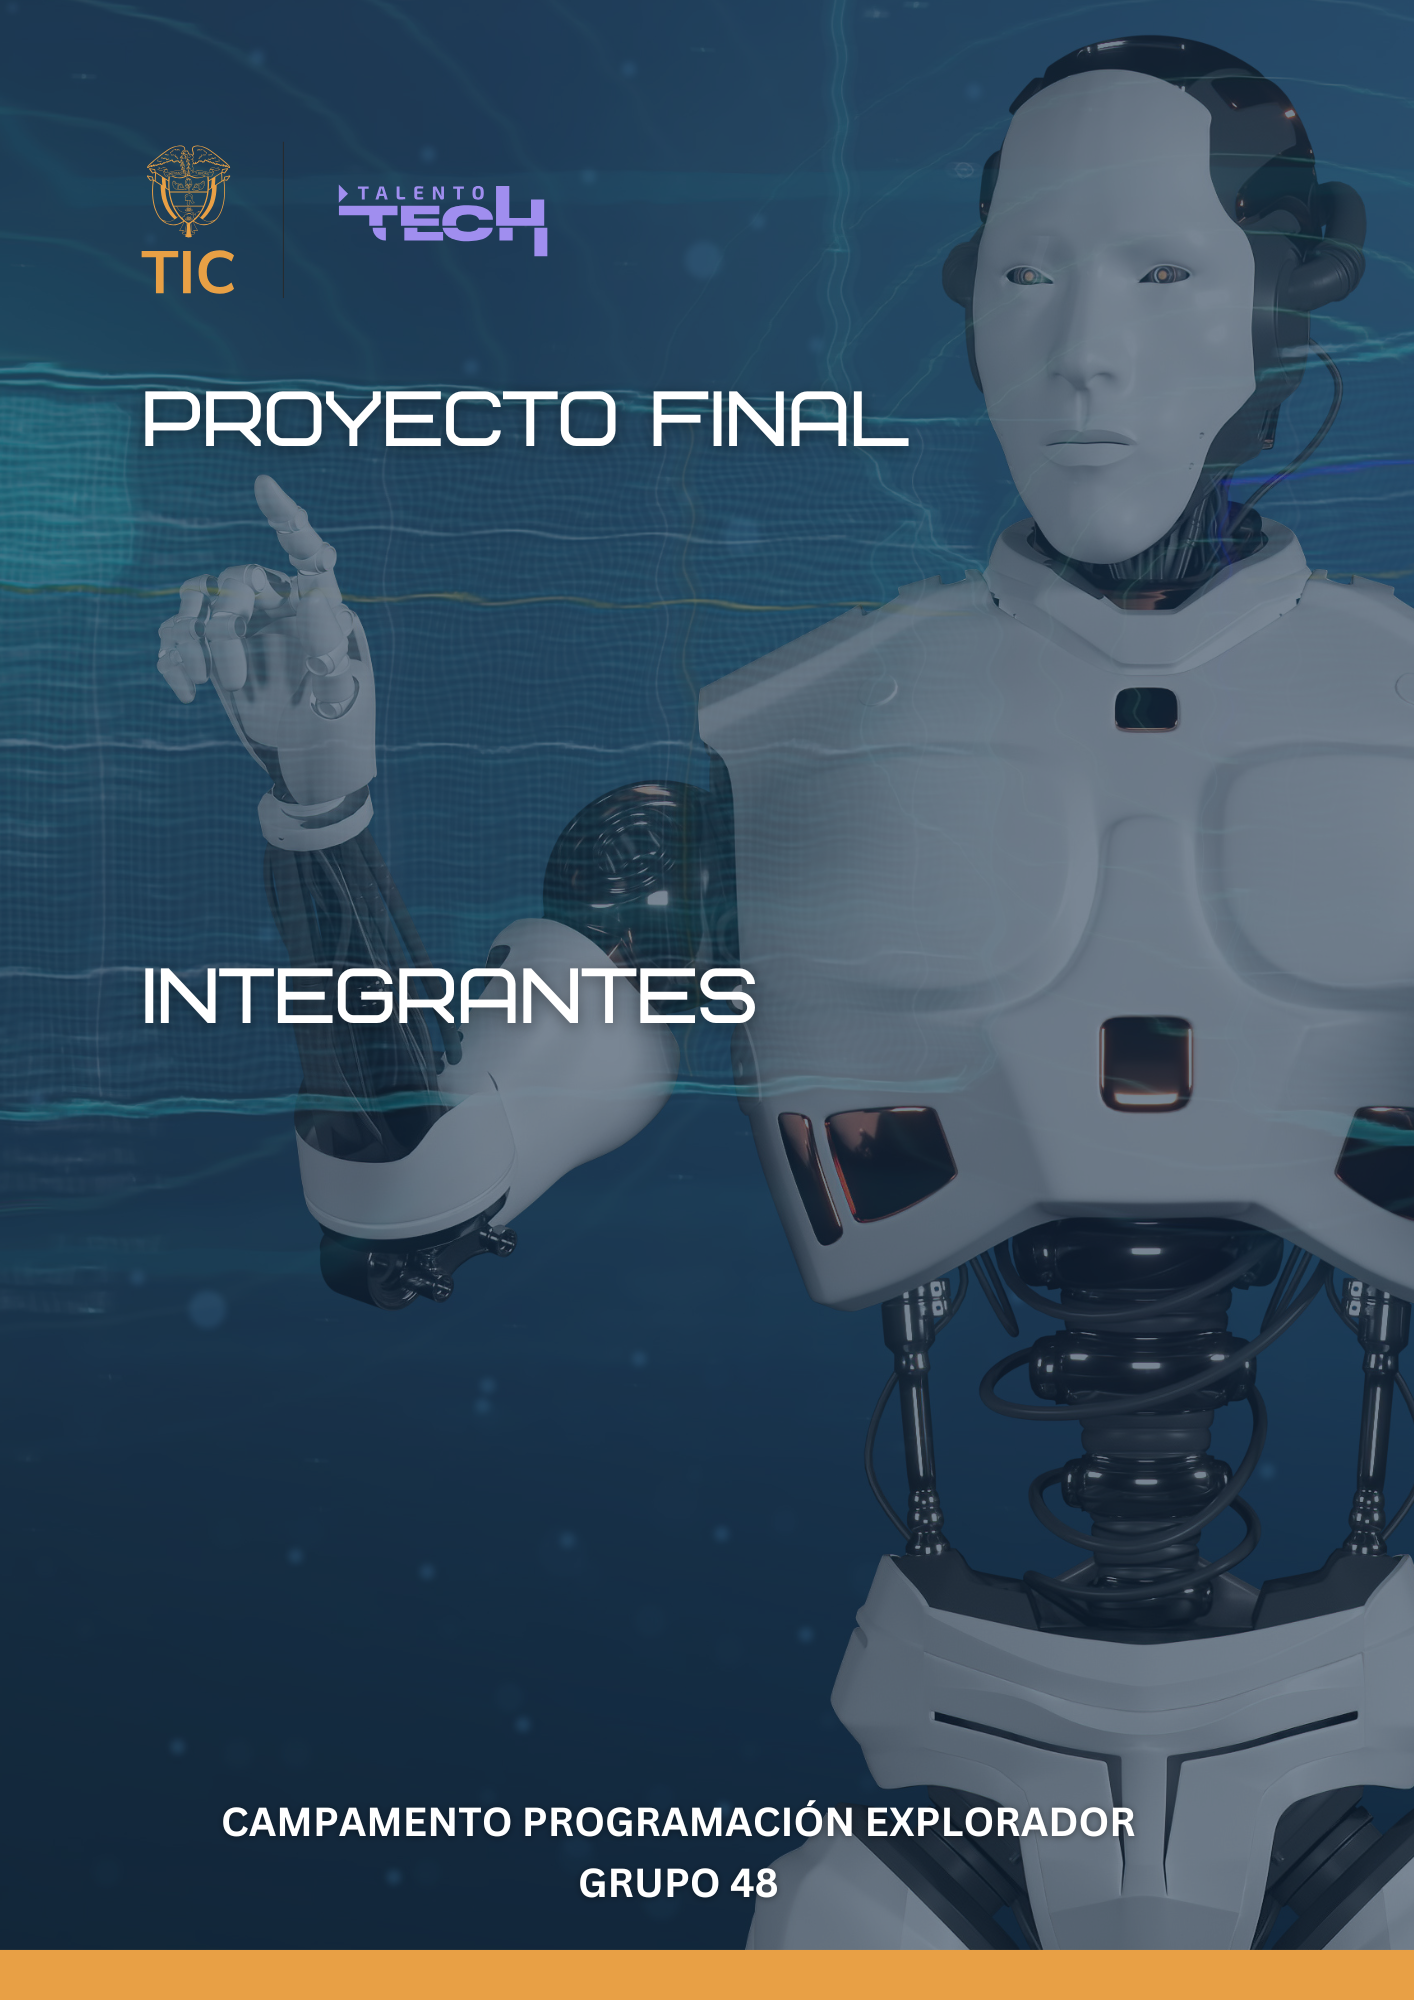 TIC
TALENTO
TECH
PROYECTO FINAL
INTEGRANTES
CAMPAMENTO PROGRAMACIÓN EXPLORADOR
GRUPO 48